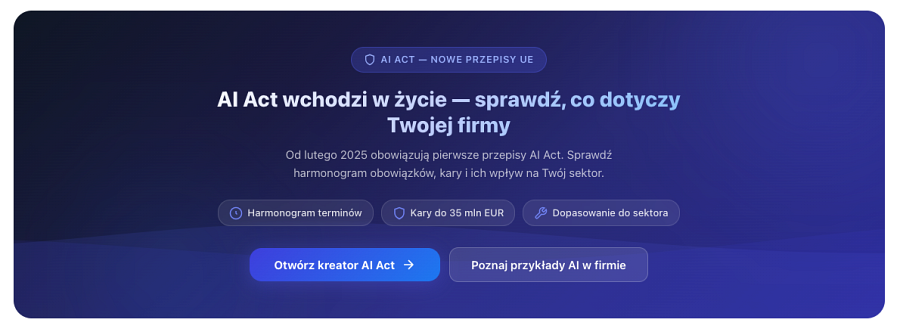 AI ACT — NOWE PRZEPISY UE
AI Act wchodzi w życie — sprawdź, co dotyczy
Twojej firmy
Od lutego 2025 obowiązują pierwsze przepisy AI Act. Sprawdź
harmonogram obowiązków, kary i ich wpływ na Twój sektor.
Harmonogram terminów
Kary do 35 mln EUR
Dopasowanie do sektora
Otwórz kreator AI Act →
Poznaj przykłady AI w firmie